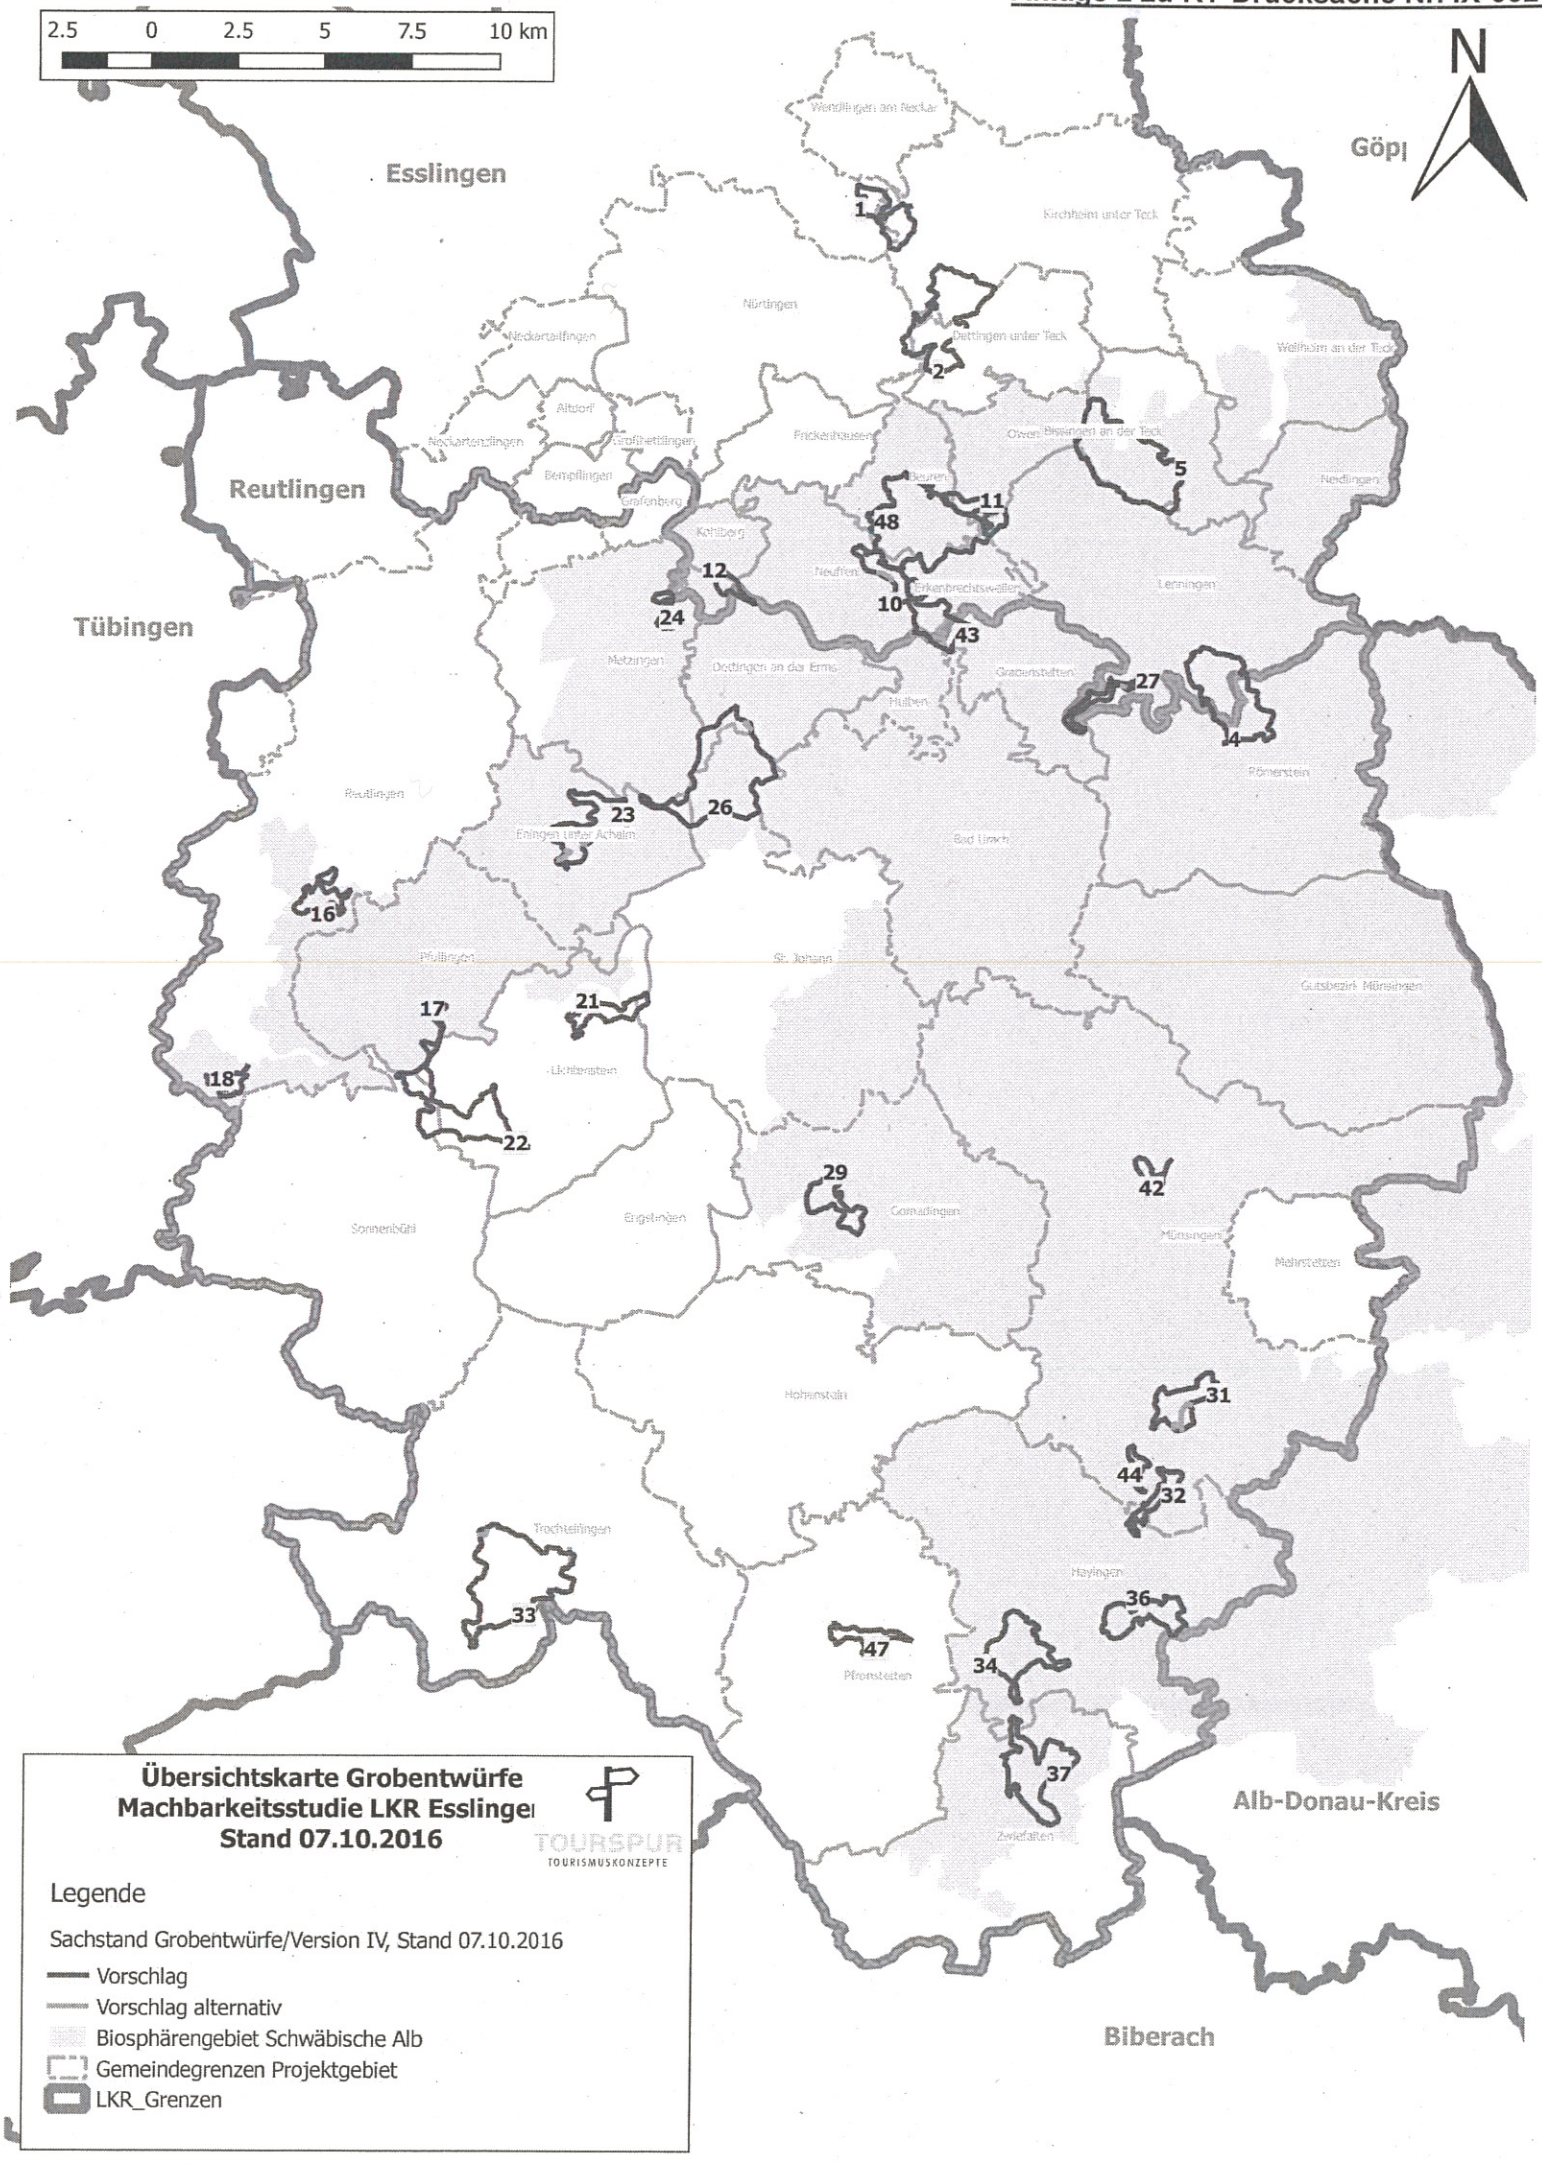 2.5 0 2.5 5 7.5 10 km
N
Wendlingen am Neckar
Göp
Esslingen
1
Kirchheim unter Teck
Nürtingen
Neckartailfingen
Dettingen unter Teck
Weilheim an der Teck
2
Altdorf
Neckartenzlingen
Großbettlingen
Frickenhausen
Owen
Bissingen an der Teck
5
Bempflingen
Beuren
Neidlingen
Reutlingen
Grafenberg
11
48
Kohlberg
12
Neuffen
Erkenbrechtsweiler
Lenningen
10
24
43
Tübingen
Metzingen
Dettingen an der Erms
Grabenstetten
27
Hülben
4
Römerstein
Reutlingen
23
26
Eningen unter Achalm
Bad Urach
16
Pfullingen
St. Johann
Gutsbezirk Münsingen
17
21
18
Lichtenstein
22
29
42
Gomadingen
Sonnenbühl
Engstingen
Münsingen
Mehrstetten
Hohenstein
31
44
32
Trochtelfingen
Hayingen
33
36
47
34
Pfronstetten
37
Alb-Donau-Kreis
Zwiefalten
Biberach
Übersichtskarte Grobentwürfe
Machbarkeitsstudie LKR Esslinge
Stand 07.10.2016
TOURSPUR
TOURISMUSKONZEPTE
Legende
Sachstand Grobentwürfe/Version IV, Stand 07.10.2016
Vorschlag
Vorschlag alternativ
Biosphärengebiet Schwäbische Alb
Gemeindegrenzen Projektgebiet
LKR_Grenzen